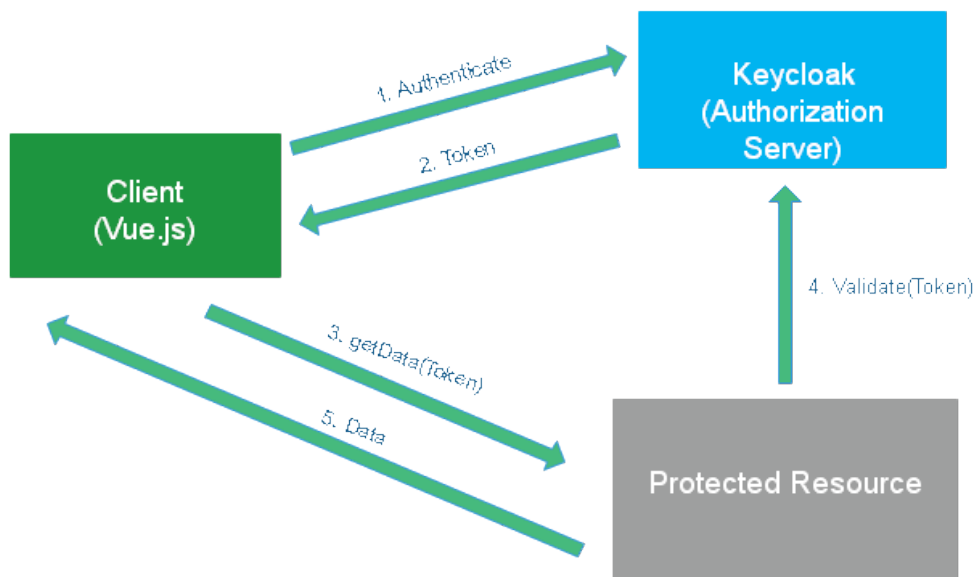 Keycloak
(Authorization
Server)
1. Authenticate
2. Token
Client
(Vue.js)
4. Validate(Token)
3. getData(Token)
5. Data
Protected Resource